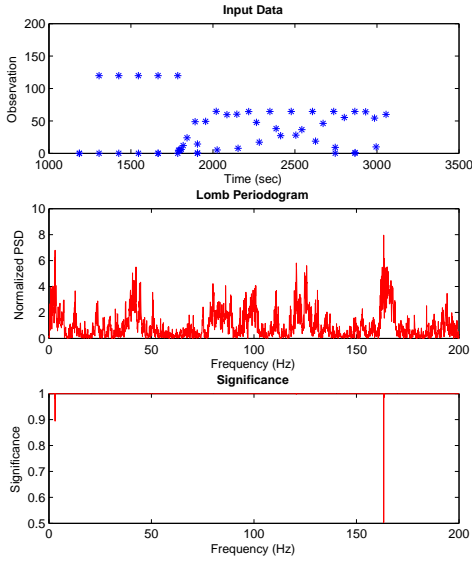 Input Data
200
150
100
50
0
Observation
1000 1500 2000 2500 3000 3500
Time (sec)
Lomb Periodogram
10
8
6
4
2
0
Normalized PSD
0 50 100 150 200
Frequency (Hz)
Significance
1
0.9
0.8
0.7
0.6
0.5
Significance
0 50 100 150 200
Frequency (Hz)